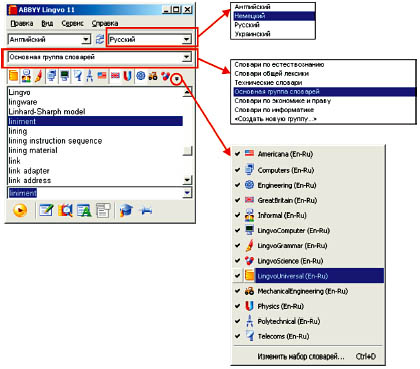 ABBYY Lingvo 11
Правка Вид Сервис Справка
Английский
Русский
Основная группа словарей
Lingvo
lingware
Linhard-Sharph model
liniment
lining
lining instruction sequence
lining material
link
link adapter
link address
liniment
Английский
Немецкий
Русский
Украинский
Словари по естествознанию
Словари общей лексики
Технические словари
Основная группа словарей
Словари по экономике и праву
Словари по информатике
<Создать новую группу...>
Americana (En-Ru)
Computers (En-Ru)
Engineering (En-Ru)
GreatBritain (En-Ru)
Informal (En-Ru)
LingvoComputer (En-Ru)
LingvoGrammar (En-Ru)
LingvoScience (En-Ru)
LingvoUniversal (En-Ru)
MechanicalEngineering (En-Ru)
Physics (En-Ru)
Polytechnical (En-Ru)
Telecoms (En-Ru)
Изменить набор словарей... Ctrl+D